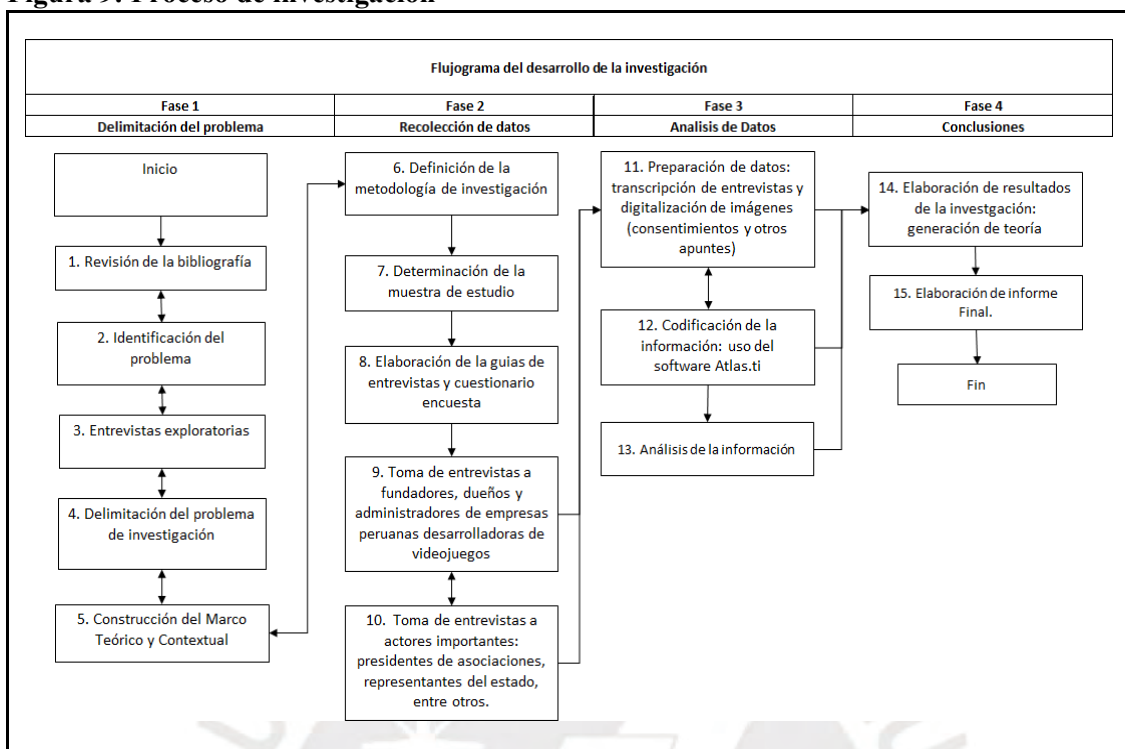 Figura 9: Proceso de investigación
Flujograma del desarrollo de la investigación
Fase 1
Fase 2
Fase 3
Fase 4
Delimitación del problema
Recolección de datos
Analisis de Datos
Conclusiones
Inicio
1. Revisión de la bibliografía
2. Identificación del
problema
3. Entrevistas exploratorias
4. Delimitación del problema
de investigación
5. Construcción del Marco
Teórico y Contextual
6. Definición de la
metodología de investigación
7. Determinación de la
muestra de estudio
8. Elaboración de la guias de
entrevistas y cuestionario
encuesta
9. Toma de entrevistas a
fundadores, dueños y
administradores de empresas
peruanas desarrolladoras de
videojuegos
10. Toma de entrevistas a
actores importantes:
presidentes de asociaciones,
representantes del estado,
entre otros.
11. Preparación de datos:
transcripción de entrevistas y
digitalización de imágenes
(consentimientos y otros
apuntes)
12. Codificación de la
información: uso del
software Atlas.ti
13. Análisis de la información
14. Elaboración de resultados
de la investgación:
generación de teoría
15. Elaboración de informe
Final.
Fin